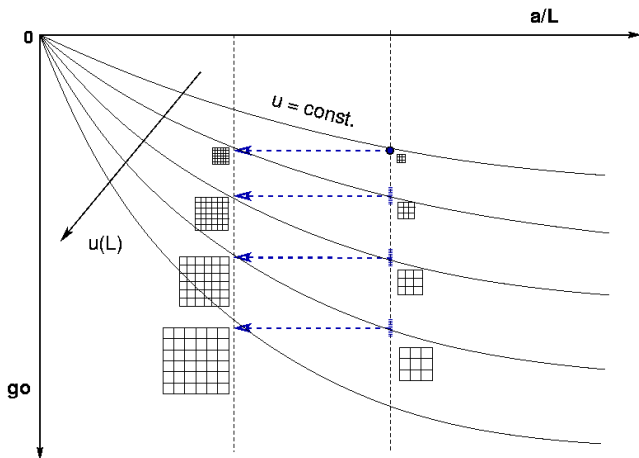 a/L
0
u = const.
u(L)
go